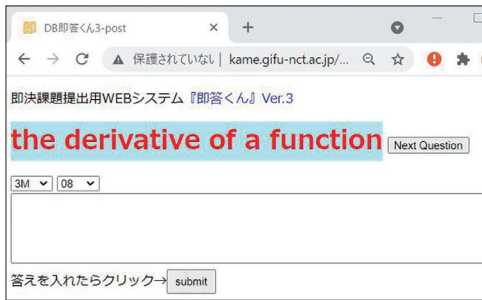 DB即答くん3-post
保護されていない | kame.gifu-nct.ac.jp/...
即決課題提出用WEBシステム『即答くん』Ver.3
the derivative of a function Next Question
3M 08
答えを入れたらクリック→ submit